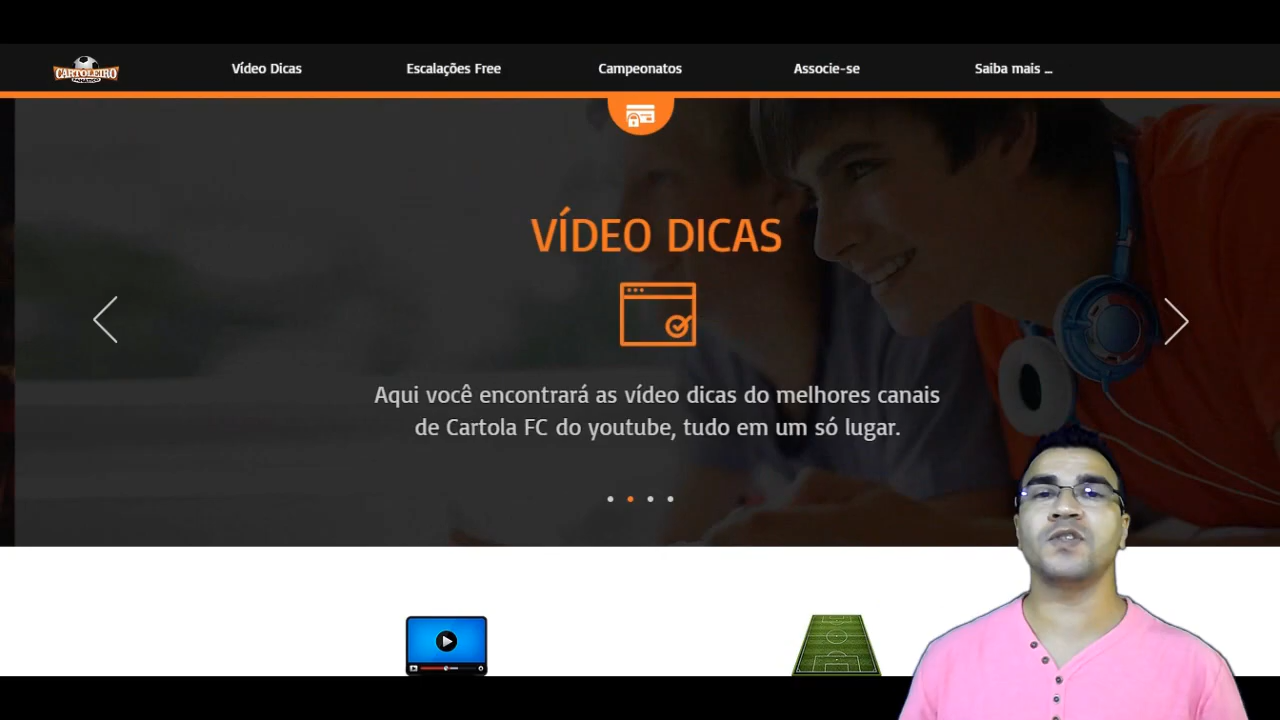 CARTOLEIRO
Vídeo Dicas
Escalações Free
Campeonatos
Associe-se
Saiba mais ...
VÍDEO DICAS
Aqui você encontrará as vídeo dicas do melhores canais
de Cartola FC do youtube, tudo em um só lugar.